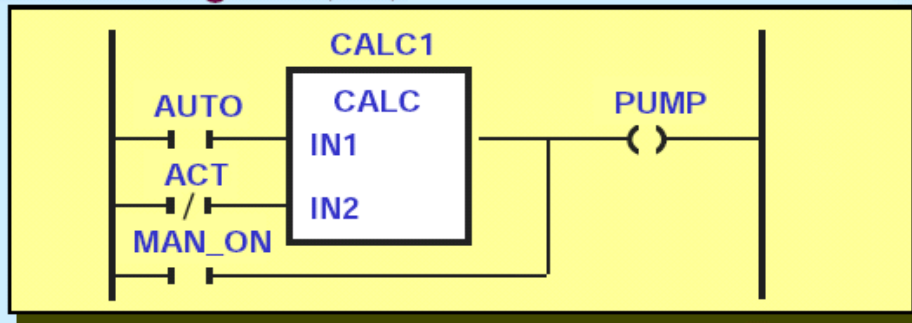 CALC1
AUTO
CALC
PUMP
IN1
ACT
IN2
MAN_ON